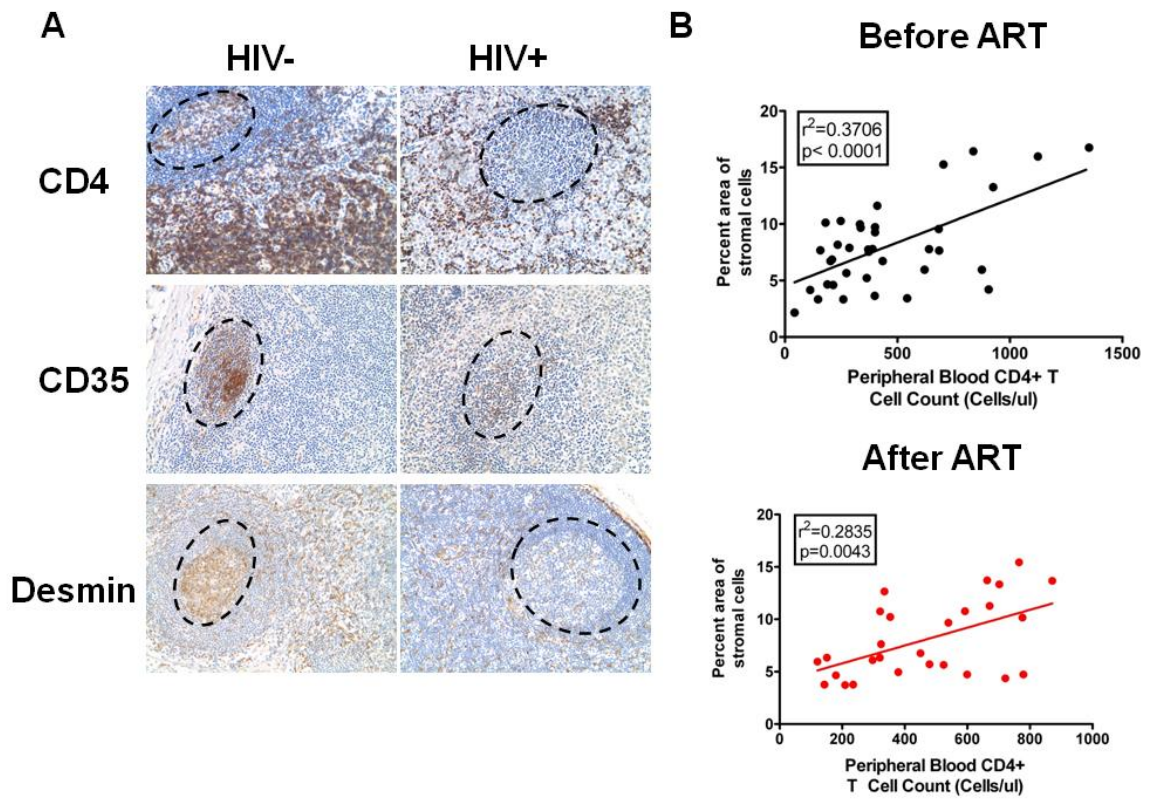 A
HIV-
HIV+
CD4
CD35
Desmin
B
Before ART
20
15
10
5
0
r²=0.3706
p< 0.0001
Percent area of
stromal cells
0
500
1000
1500
Peripheral Blood CD4+ T
Cell Count (Cells/ul)
After ART
20
15
10
5
0
r²=0.2835
p=0.0043
Percent area of
stromal cells
0
200
400
600
800
1000
Peripheral Blood CD4+
T Cell Count (Cells/ul)